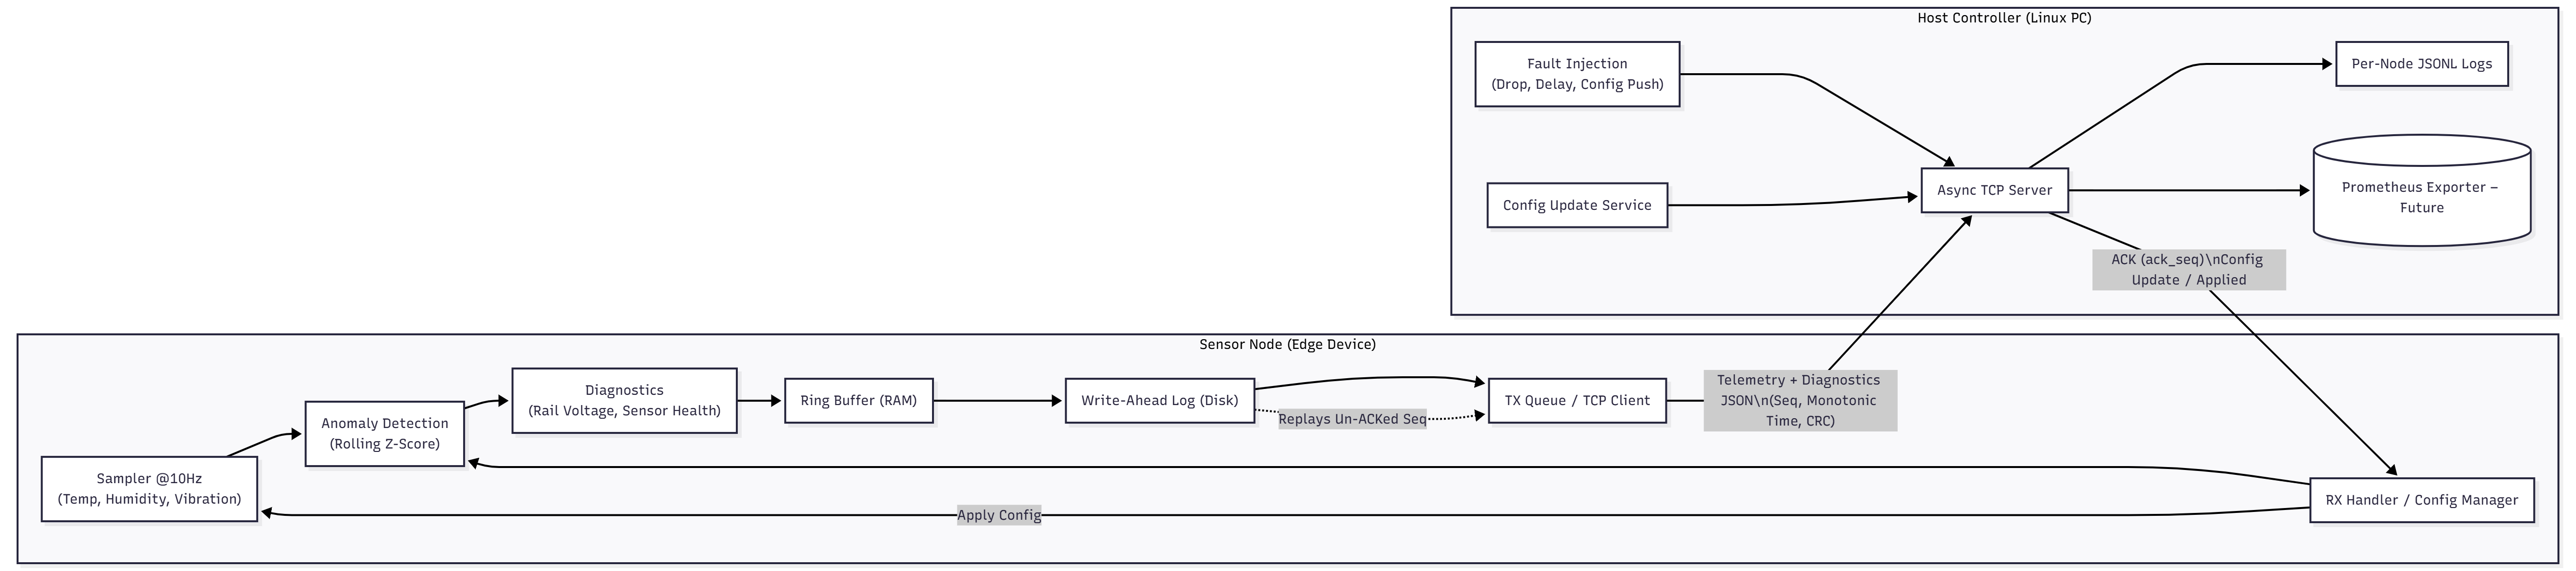 Host Controller (Linux PC)
Fault Injection
(Drop, Delay, Config Push)
Per-Node JSONL Logs
Config Update Service
Async TCP Server
Prometheus Exporter –
Future
ACK (ack_seq)\nConfig
Update / Applied
Sensor Node (Edge Device)
Sampler @10Hz
(Temp, Humidity, Vibration)
Anomaly Detection
(Rolling Z-Score)
Diagnostics
(Rail Voltage, Sensor Health)
Ring Buffer (RAM)
Write-Ahead Log (Disk)
Replays Un-ACKed Seq
TX Queue / TCP Client
Telemetry + Diagnostics
JSON\n(Seq, Monotonic
Time, CRC)
RX Handler / Config Manager
Apply Config